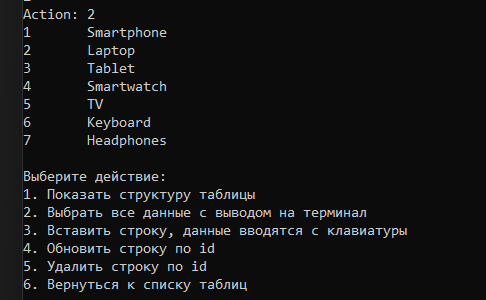 Action: 2
1 Smartphone
2 Laptop
3 Tablet
4 Smartwatch
5 TV
6 Keyboard
7 Headphones
Выберите действие:
1. Показать структуру таблицы
2. Выбрать все данные с выводом на терминал
3. Вставить строку, данные вводятся с клавиатуры
4. Обновить строку по id
5. Удалить строку по id
6. Вернуться к списку таблиц